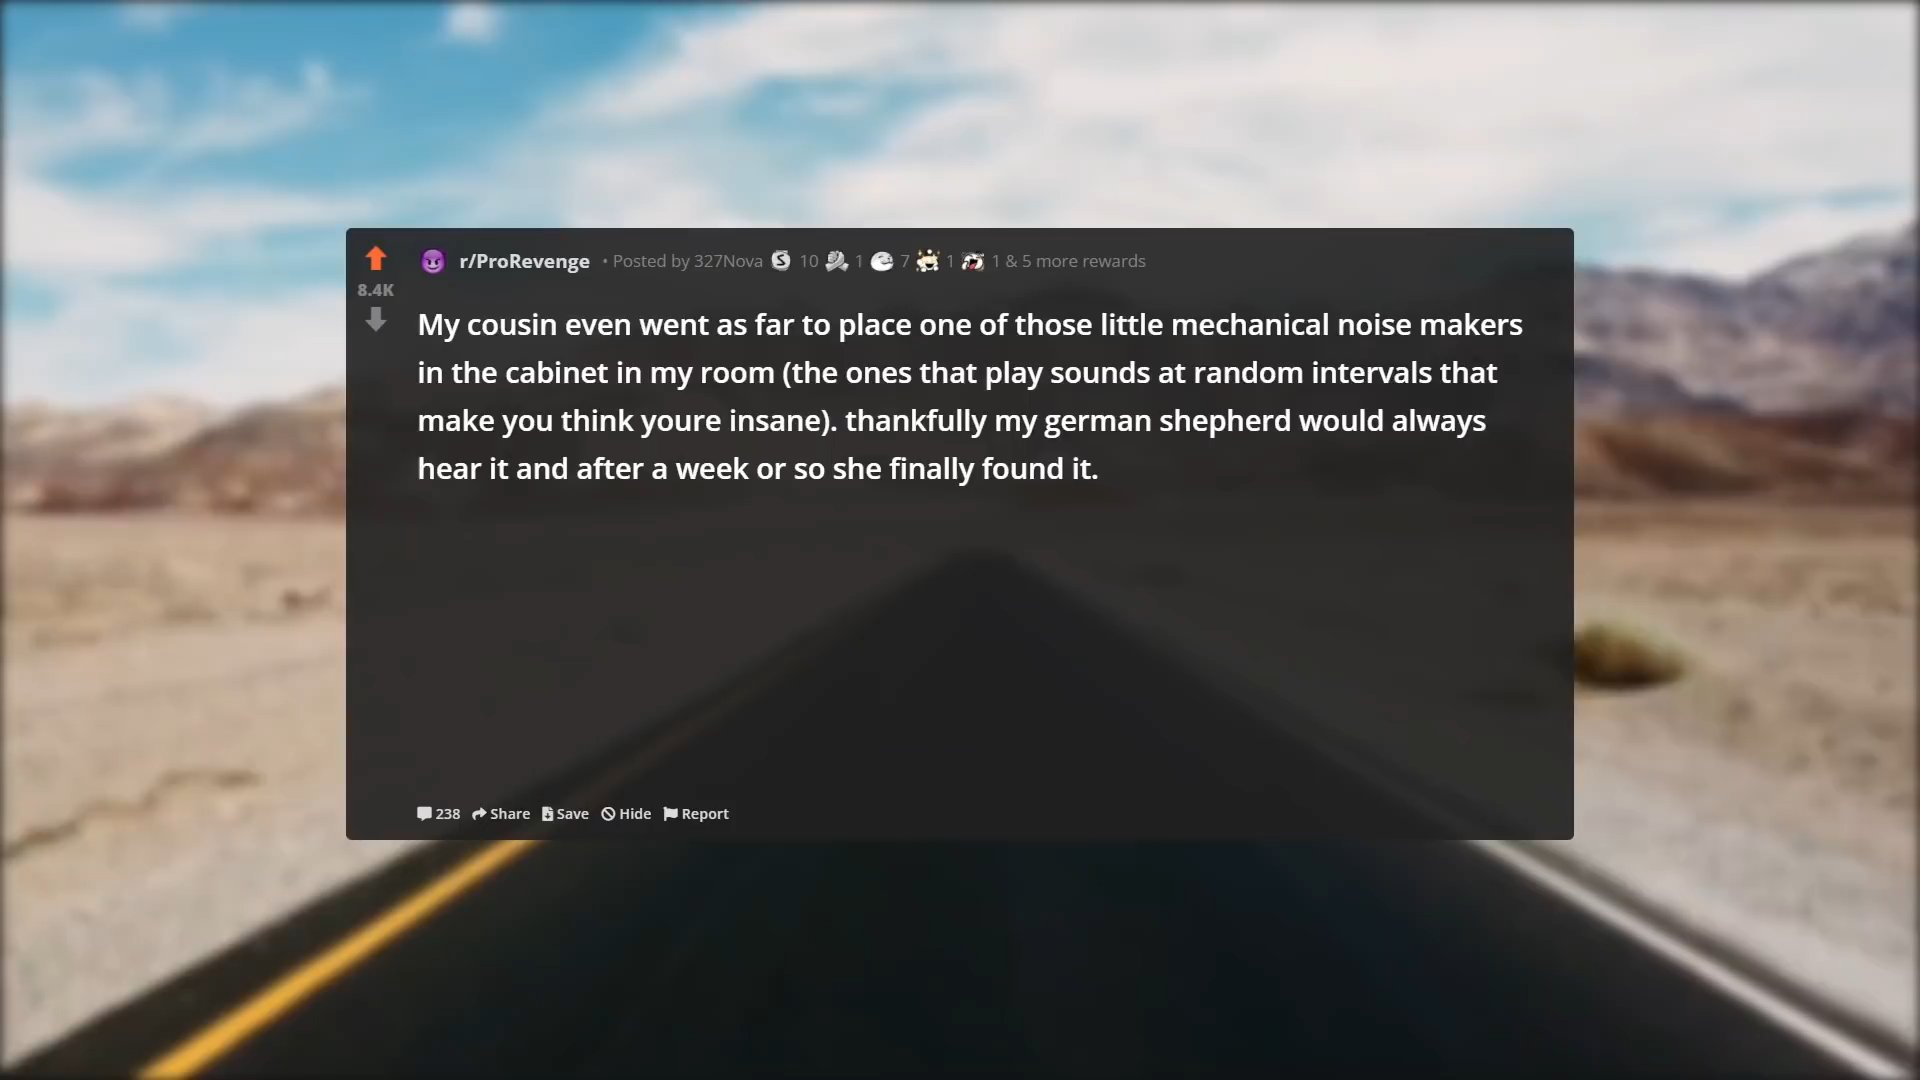 r/ProRevenge • Posted by 327Nova 10 1 7 1 1 & 5 more rewards
8.4K
My cousin even went as far to place one of those little mechanical noise makers
in the cabinet in my room (the ones that play sounds at random intervals that
make you think youre insane). thankfully my german shepherd would always
hear it and after a week or so she finally found it.
238 Share Save Hide Report